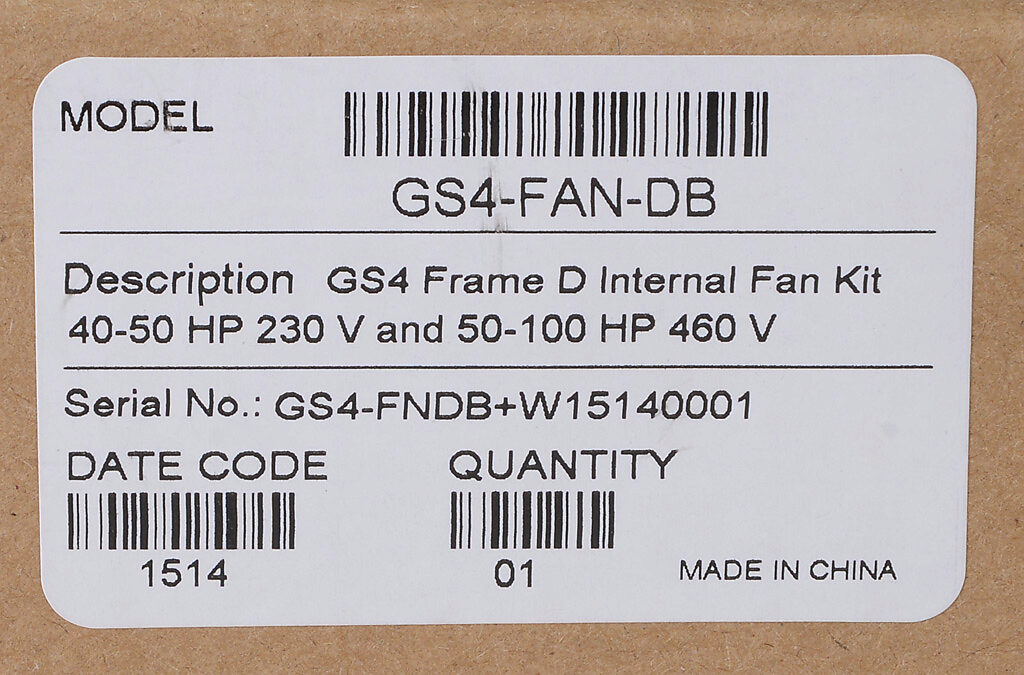 MODEL
GS4-FAN-DB
Description GS4 Frame D Internal Fan Kit
40-50 HP 230 V and 50-100 HP 460 V
Serial No.: GS4-FNDB+W15140001
DATE CODE QUANTITY
1514 01 MADE IN CHINA